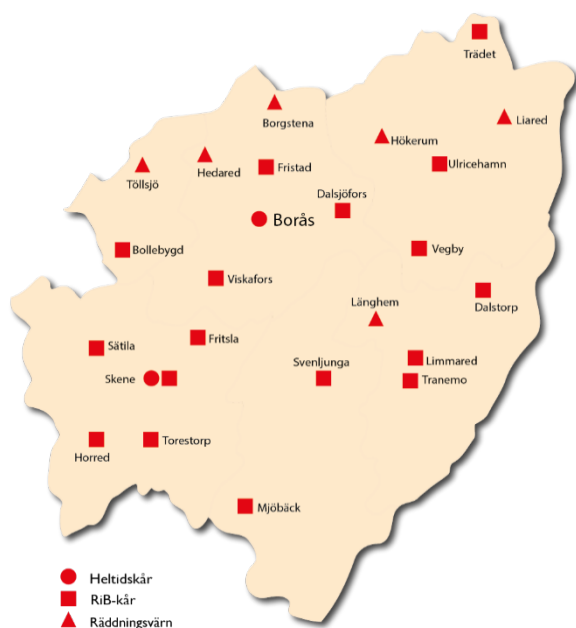 Trädet
Liared
Borgstena
Hökerum
Hedared
Fristad
Ulricehamn
Töllsjö
Dalsjöfors
Borås
Bollebygd
Vegby
Viskafors
Länghem
Dalstorp
Fritsla
Sätila
Limmared
Svenljunga
Skene
Tranemo
Horred
Torestorp
Mjöbäck
Heltidskår
RiB-kår
Räddningsvärn